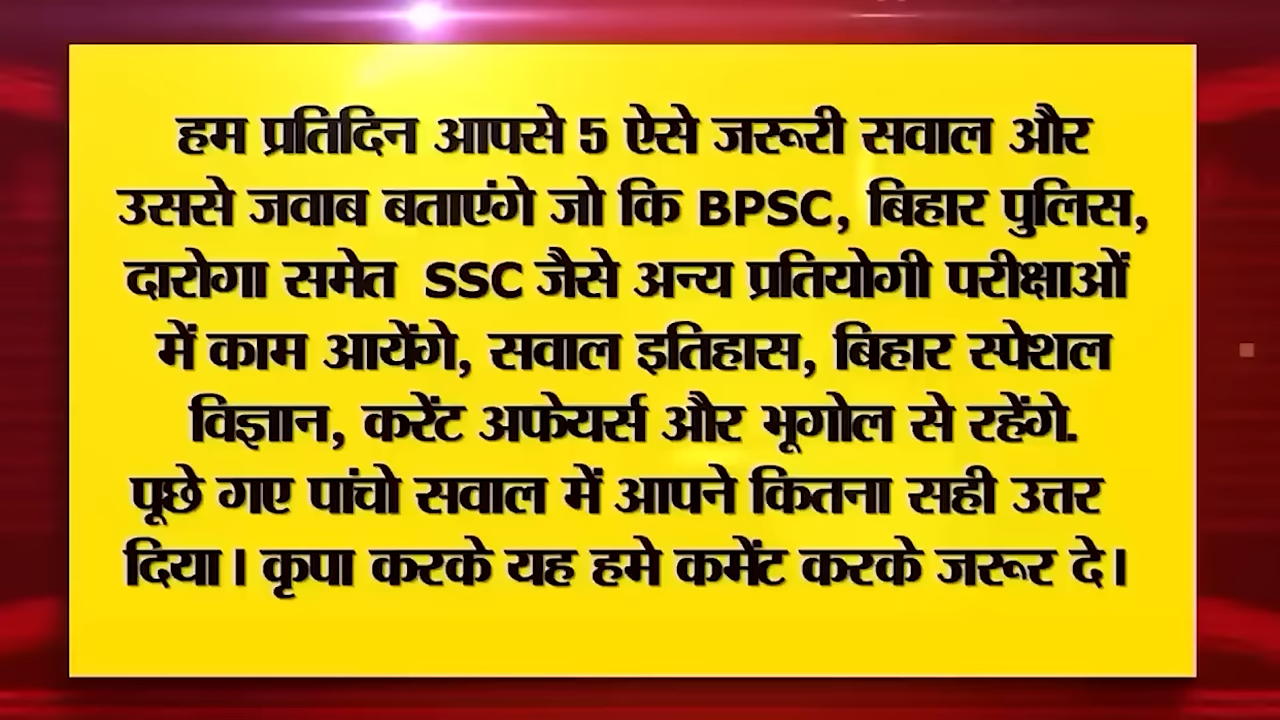 हम प्रतिदिन आपसे 5 ऐसे जरूरी सवाल और
उससे जवाब बताएंगे जो कि BPSC, बिहार पुलिस,
दारोगा समेत SSC जैसे अन्य प्रतियोगी परीक्षाओं
में काम आयेंगे, सवाल इतिहास, बिहार स्पेशल
विज्ञान, करेंट अफेयर्स और भूगोल से रहेंगे.
पूछे गए पांचो सवाल में आपने कितना सही उत्तर
दिया। कृपा करके यह हमे कमेंट करके जरूर दे।